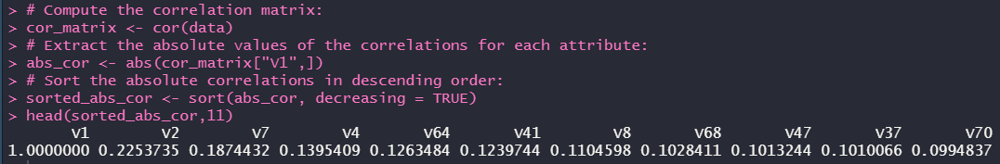 > # Compute the correlation matrix:
> cor_matrix <- cor(data)
> # Extract the absolute values of the correlations for each attribute:
> abs_cor <- abs(cor_matrix["V1",])
> # Sort the absolute correlations in descending order:
> sorted_abs_cor <- sort(abs_cor, decreasing = TRUE)
> head(sorted_abs_cor,11)
V1 V2 V7 V4 V64 V41 V8 V68 V47 V37 V70
1.0000000 0.2253735 0.1874432 0.1395409 0.1263484 0.1239744 0.1104598 0.1028411 0.1013244 0.1010066 0.0994837